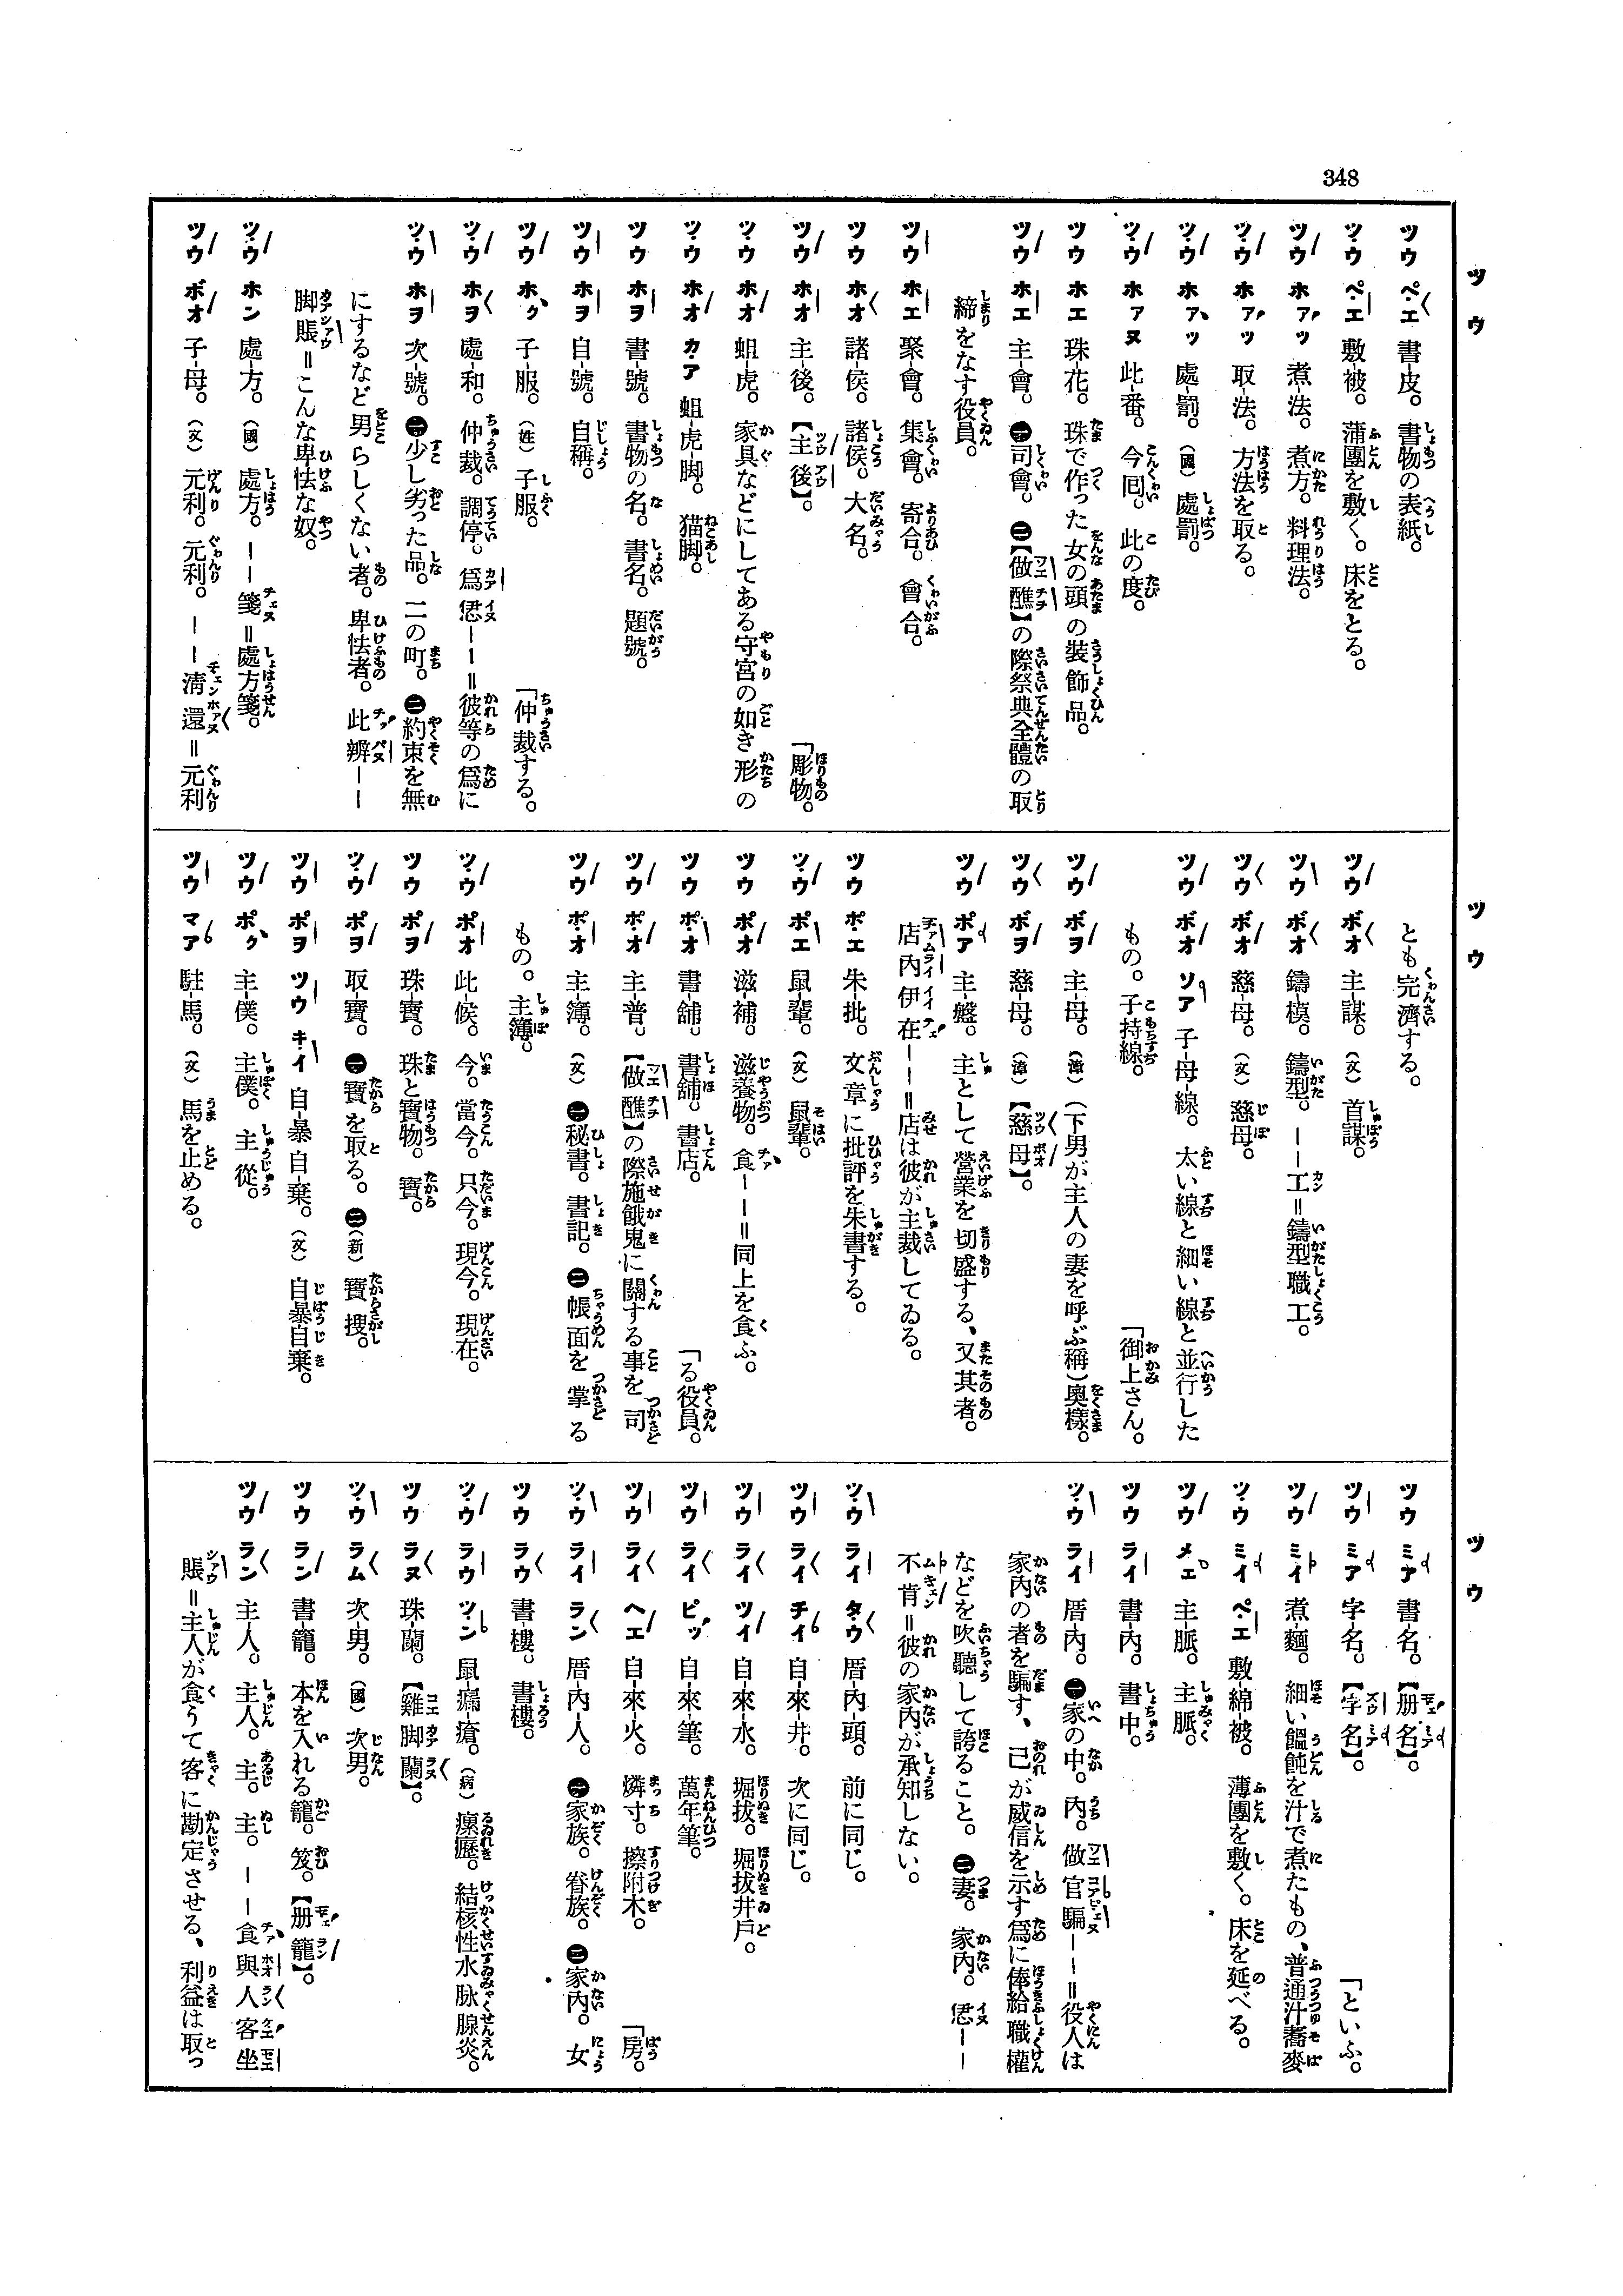 348
ツウ
ツウ ペエ 書-皮。書物の表紙。
ツウ ペエ 敷-被。蒲團を敷く。床をとる。
ツウ ホァッ 煮-法。煮方。料理法。
ツウ ホァッ 取-法。方法を取る。
ツウ ホァッ 處-罰。(國)處罰。
ツウ ホァヌ 此-番。今囘。此の度。
ツウ ホエ 珠-花。珠で作った女の頭の裝飾品。
ツウ ホエ 主-會。㊀司會。㊁【做醮】の際祭典全體の取
締をなす役員。
ツウ ホエ 聚-會。集會。寄合。會合。
ツウ ホオ 諸-侯。諸侯。大名。
ツウ ホオ 主-後。【主後】。
「彫物。
ツウ ホオ 蛆-虎。家具などにしてある守宮の如き形の
ツウ ホオ カア 蛆-虎-脚。猫脚。
ツウ ホヲ 書-號。書物の名。書名。題號。
ツウ ホヲ 自-號。自稱。
ツウ ホク 子-服。(姓)子服。
「仲裁する。
ツウ ホヲ 處-和。仲裁。調停。爲恁――=彼等の爲に
ツウ ホヲ 次-號。㊀少し劣った品。二の町。㊁約束を無
にするなど男らしくない者。卑怯者。此辨――
脚賬=こんな卑怯な奴。
ツウ ホン 處-方。(國)處方。――箋=處方箋。
ツウ ボオ 子-母。(文)元利。元利。――淸還=元利
ツウ
とも完濟する。
ツウ ボオ 主-謀。(文)首謀。
ツウ ボオ 鑄-模。鑄型。――工=鑄型職工。
ツウ ボオ 慈-母。(文)慈母。
ツウ ボオ ソア 子-母-線。太い線と細い線と並行した
もの。子持線。
「御上さん。
ツウ ボヲ 主-母。(漳)(下男が主人の妻を呼ぶ稱)奧樣。
ツウ ボヲ 慈-母。(漳)【慈母】。
ツウ ポア 主-盤。主として營業を切盛する、又其者。
店內伊在――=店は彼が主裁してゐる。
ツウ ポエ 朱-批。文章に批評を朱書する。
ツウ ポエ 鼠-輩。(文)鼠輩。
ツウ ポオ 滋-補。滋養物。食――=同上を食ふ。
ツウ ポオ 書-舖。書舖。書店。
「る役員。
ツウ ポオ 主-普。【做醮】の際施餓鬼に關する事を司
ツウ ポオ 主-簿。(文)㊀秘書。書記。㊁帳面を掌る
もの。主簿。
ツウ ポオ 此-候。今。當今。只今。現今。現在。
ツウ ポヲ 珠-寶。珠と寶物。寶。
ツウ ポヲ 取-寶。㊀寶を取る。㊁(新)寶搜。
ツウ ポヲ ツウ キイ 自-暴自-棄。(文)自暴自棄。
ツウ ポク 主-僕。主僕。主從。
ツウ マア 駐-馬。(文)馬を止める。
ツウ
ツウ ミア 書-名。【册名】。
ツウ ミア 字-名。【字名】。
「といふ。
ツウ ミイ 煮-麵。細い饂飩を汁で煮たもの、普通汁蕎麥
ツウ ミイ ペエ 敷-綿-被。薄團を敷く。床を延べる。
ツウ メェ 主-脈。主脈。
ツウ ライ 書-內。書中。
ツウ ライ 厝-內。㊀家の中。內。做官騙――=役人は
家內の者を騙す、己が威信を示す爲に俸給職權
などを吹聽して誇ること。㊁妻。家內。恁――
不肯=彼の家內が承知しない。
ツウ ライ タウ 厝-內-頭。前に同じ。
ツウ ライ チイ 自-來-井。次に同じ。
ツウ ライ ツイ 自-來-水。堀拔。堀拔井戶。
ツウ ライ ピッ 自-來-筆。萬年筆。
ツウ ライ ヘエ 自-來-火。燐寸。擦附木。
「房。
ツウ ライ ラン 厝-內-人。㊀家族。眷族。㊁家內。女
ツウ ラウ 書-樓。書樓。
ツウ ラウ ツン 鼠-瘺-瘡。(病)瘰癧。結核性水脉腺炎。
ツウ ラヌ 珠-蘭。【雞脚蘭】。
ツウ ラム 次-男。(國)次男。
ツウ ラン 書-籠。本を入れる籠。笈。【册籠】。
ツウ ラン 主-人。主人。主。主。――食與人客坐
賬=主人が食うて客に勘定させる、利益は取っ